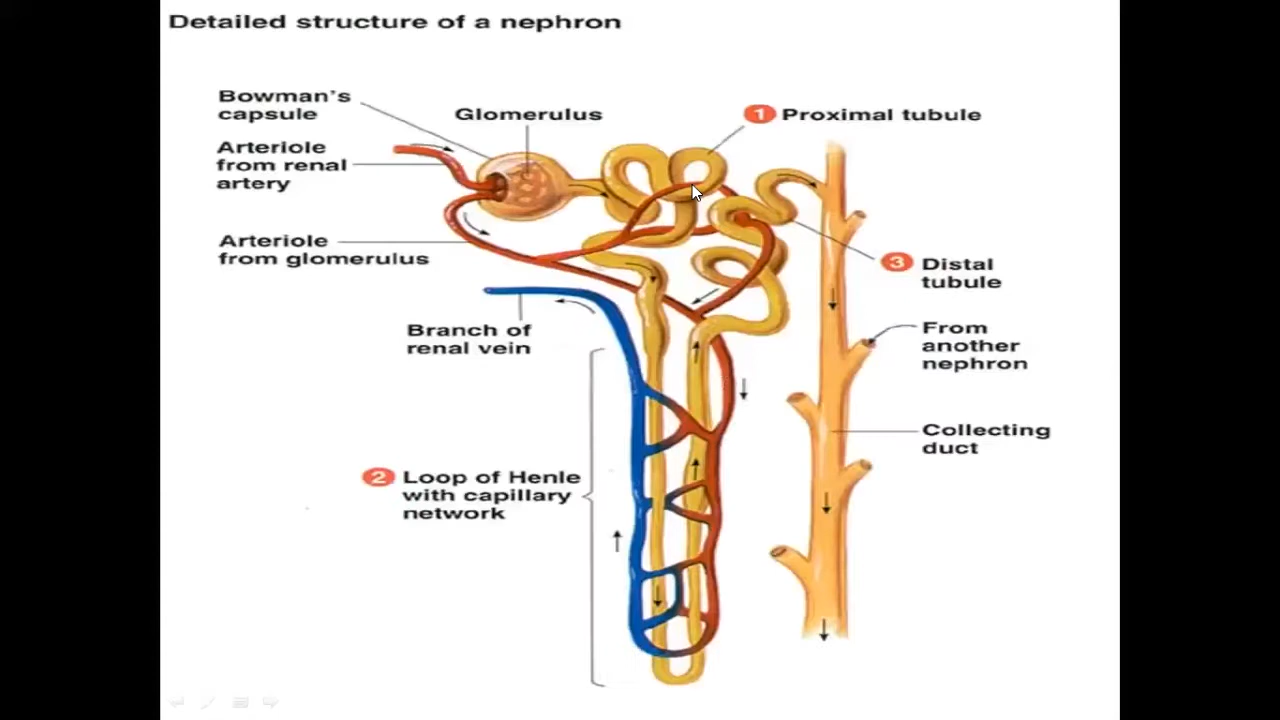 Detailed structure of a nephron
Bowman's
capsule
Glomerulus
1 Proximal tubule
Arteriole
from renal
artery
Arteriole
from glomerulus
3 Distal
tubule
Branch of
renal vein
From
another
nephron
Collecting
duct
2 Loop of Henle
with capillary
network